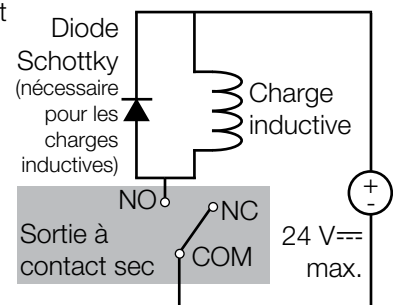 t
Diode
Schottky
(nécessaire
pour les
charges
inductives)
Charge
inductive
NO
NC
Sortie à
contact sec
COM
+
-
24 V⎓
max.